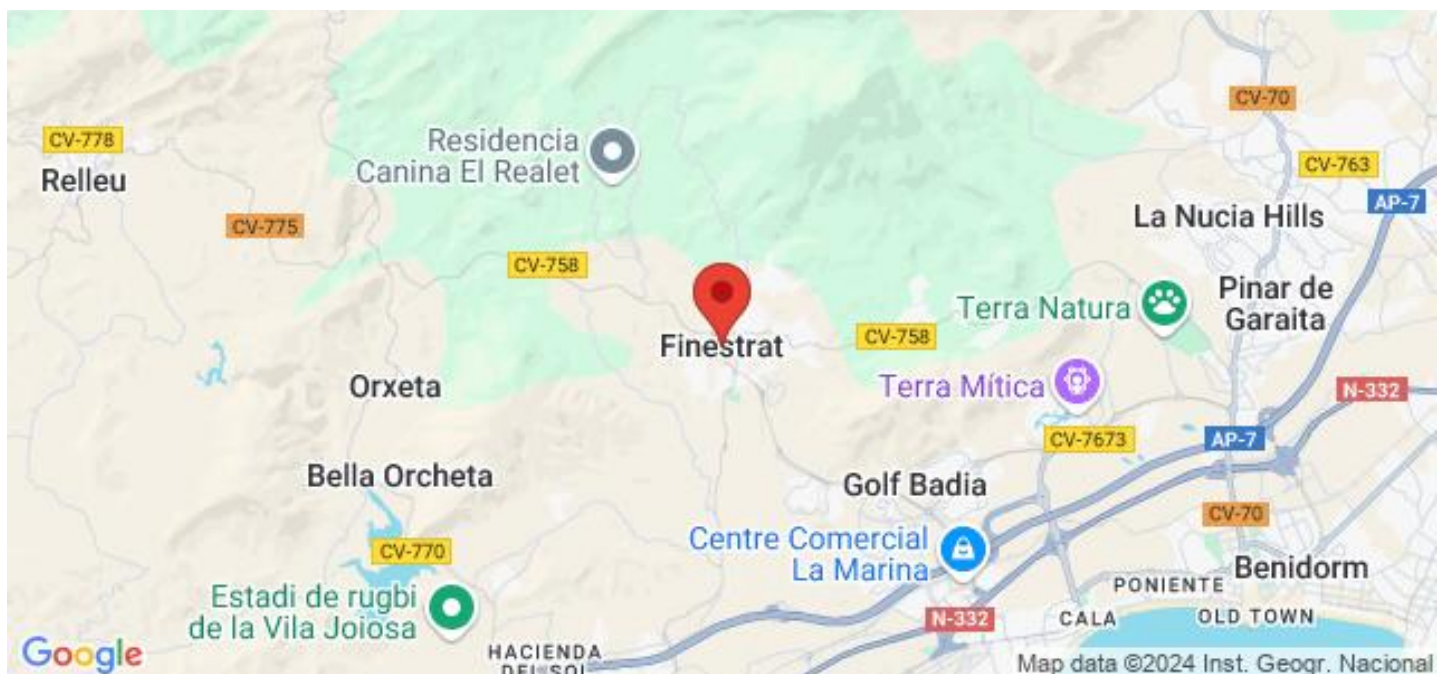 CV-70
CV-778
Residencia
Canina El Realet
CV-763
Relleu
AP-7
La Nucia Hills
CV-775
CV-758
Terra Natura
Pinar de
Garaita
CV-758
Finestrat
Orxeta
Terra Mítica
N-332
CV-7673
AP-7
Bella Orcheta
Golf Badia
CV-70
Centre Comercial
La Marina
CV-770
Benidorm
PONIENTE
Estadi de rugbi
de la Vila Joiosa
N-332
CALA
OLD TOWN
HACIENDA
DEL SOL
Google
Map data ©2024 Inst. Geogr. Nacional